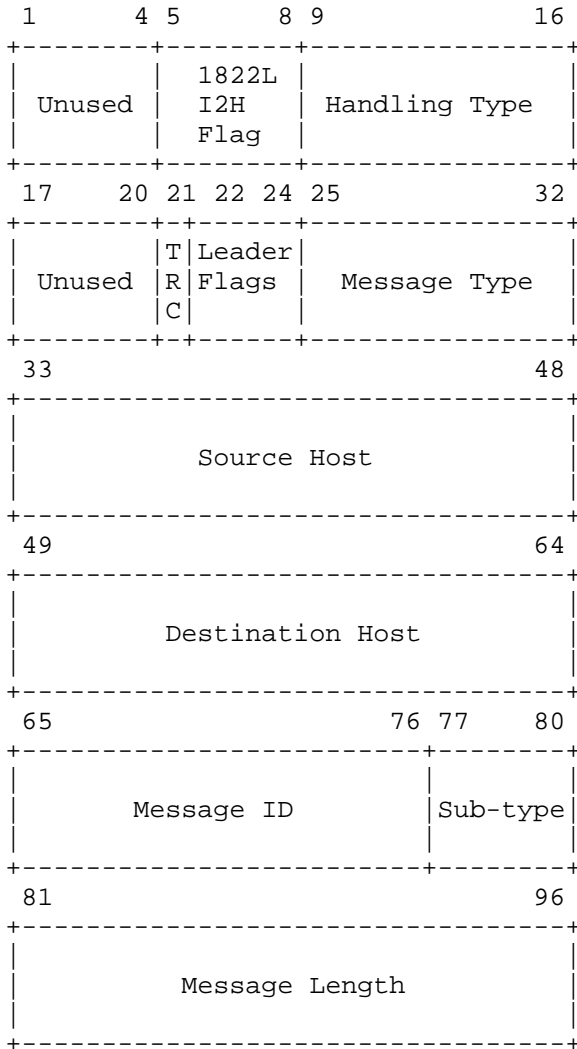 1 4 5 8 9 16
1822L
Unused I2H Handling Type
Flag
17 20 21 22 24 25 32
T Leader
Unused R Flags Message Type
C
33 48
Source Host
49 64
Destination Host
65 76 77 80
Message ID Sub-type
81 96
Message Length